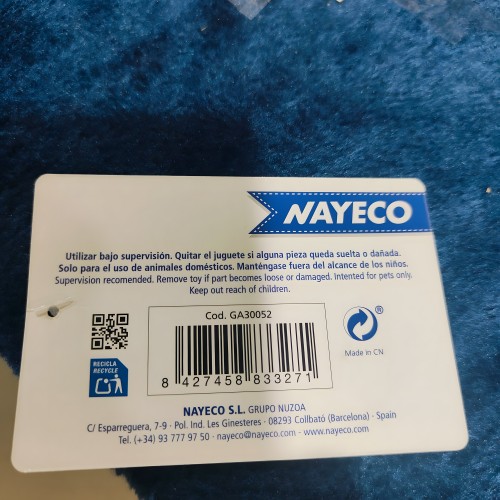 NAYECO
Utilizar bajo supervisión. Quitar el juguete si alguna pieza queda suelta o dañada.
Solo para el uso de animales domésticos. Manténgase fuera del alcance de los niños.
Supervision recomended. Remove toy if part becomes loose or damaged. Intented for pets only.
Keep out reach of children.
Cod. GA30052
8 427458 833271
®
Made in CN
RECICLA
RECYCLE
NAYECO S.L. GRUPO NUZOA
C/ Esparreguera, 7-9 · Pol. Ind. Les Ginesteres · 08293 Collbató (Barcelona) · Spain
Tel. (+34) 93 777 97 50 · nayeco@nayeco.com · www.nayeco.com